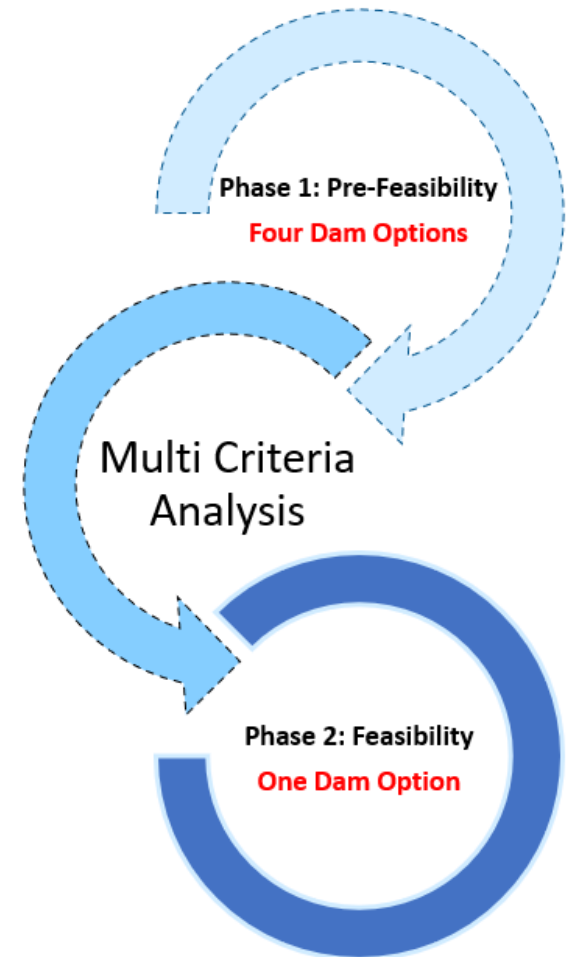 Phase 1: Pre-Feasibility
Four Dam Options
Multi Criteria
Analysis
Phase 2: Feasibility
One Dam Option